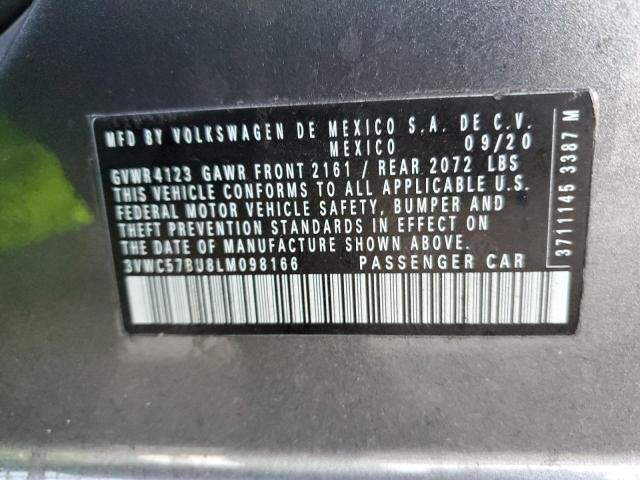 MFD BY VOLKSWAGEN DE MEXICO S.A. DE C.V.
MEXICO 09/20
GVWR4123 GAWR FRONT 2161 / REAR 2072 LBS
THIS VEHICLE CONFORMS TO ALL APPLICABLE U.S.
FEDERAL MOTOR VEHICLE SAFETY, BUMPER AND
THEFT PREVENTION STANDARDS IN EFFECT ON
THE DATE OF MANUFACTURE SHOWN ABOVE.
3VWC57BU8LM098166 PASSENGER CAR
3711145 3387 M